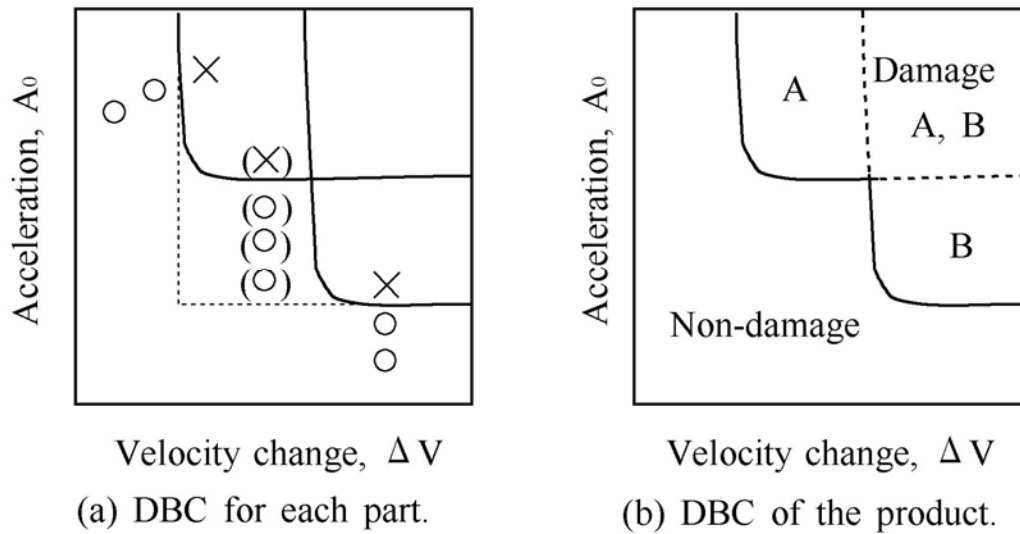 Acceleration, A₀
(×)
(○)
(○)
(○)
Velocity change, ΔV
(a) DBC for each part.
Acceleration, A₀
A
Damage
A, B
B
Non-damage
Velocity change, ΔV
(b) DBC of the product.